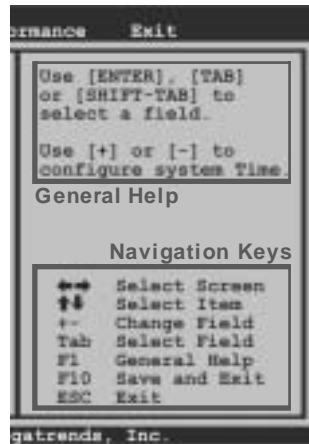 ormance Exit
Use [ENTER], [TAB]
or [SHIFT-TAB] to
select a field.
Use [+] or [-] to
configure system Time.
General Help
Navigation Keys
←→ Select Screen
↑↓ Select Item
+- Change Field
Tab Select Field
F1 General Help
F10 Save and Exit
ESC Exit
gatrends, Inc.